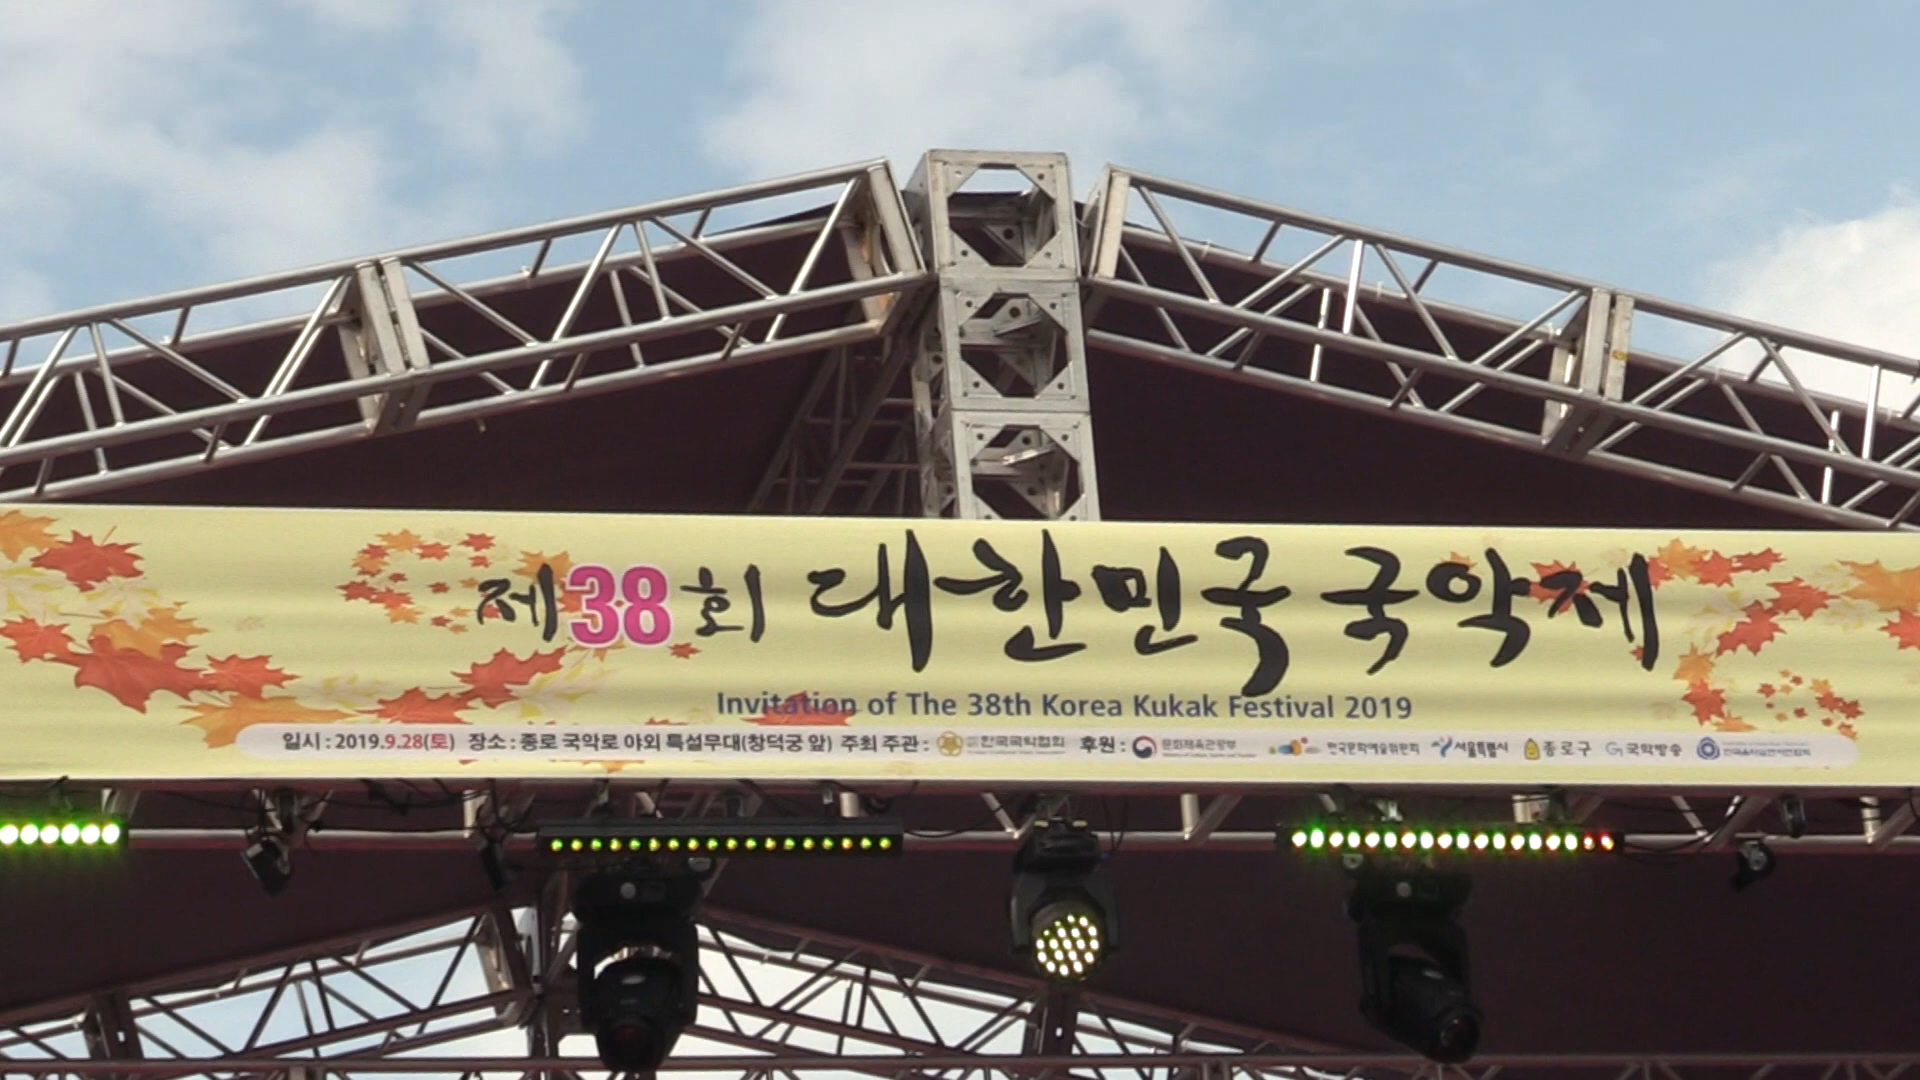 제38회 대한민국 국악제
Invitation of The 38th Korea Kukak Festival 2019
일시 : 2019.9.28(토) 장소 : 종로 국악로 야외 특설무대(창덕궁 앞) 주최 주관 : 한국국악협회 후원 : 문화체육관광부 한국문화예술위원회 서울특별시 종로구 국악방송